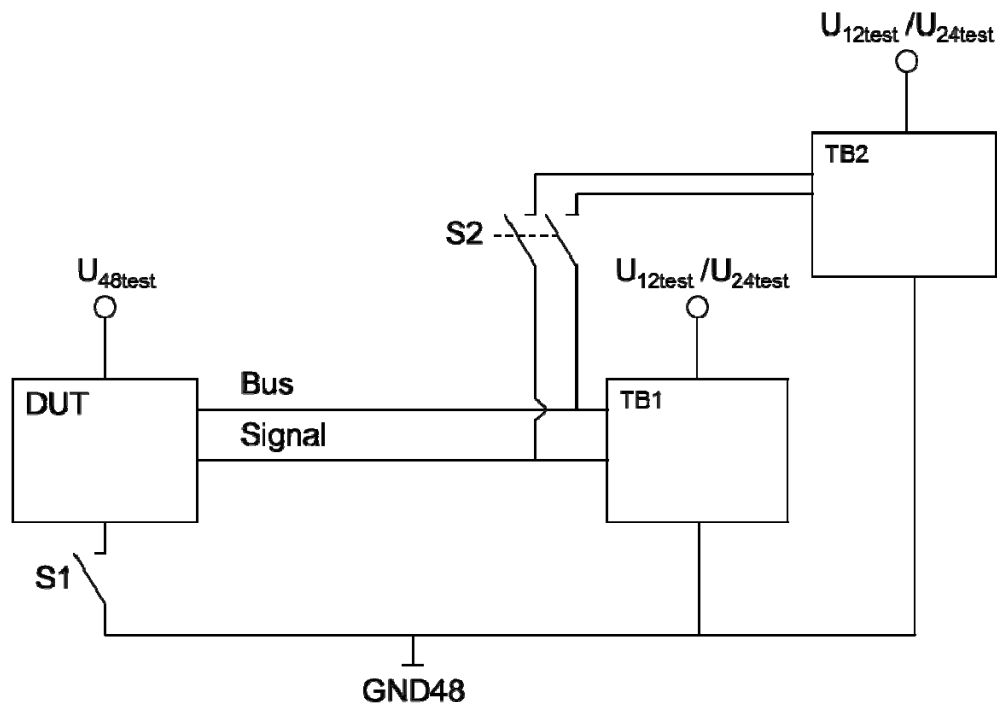 U12test /U24test
TB2
S2
U48test
U12test /U24test
DUT
Bus
TB1
Signal
S1
GND48